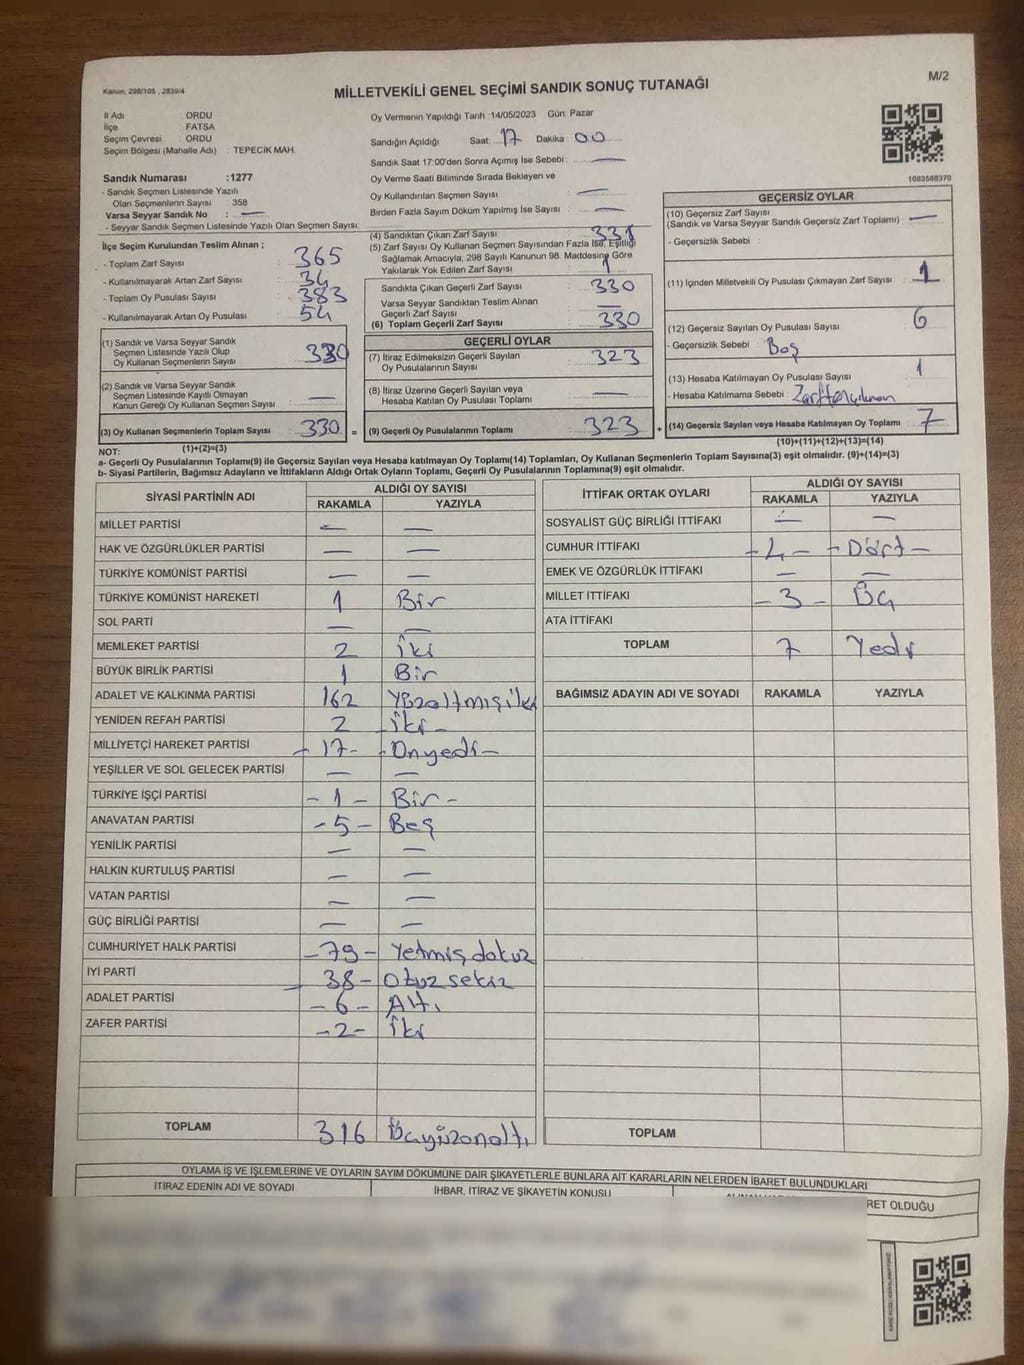 Kanun, 298/105 , 2839/4
M/2
MİLLETVEKİLİ GENEL SEÇİMİ SANDIK SONUÇ TUTANAĞI
İl Adı ORDU
İlçe FATSA
Seçim Çevresi ORDU
Seçim Bölgesi (Mahalle Adı) : TEPECİK MAH.
Sandık Numarası :1277
- Sandık Seçmen Listesinde Yazılı
Olan Seçmenlerin Sayısı : 358
Varsa Seyyar Sandık No : —
- Seyyar Sandık Seçmen Listesinde Yazılı Olan Seçmen Sayısı:
Oy Vermenin Yapıldığı Tarih :14/05/2023 Gün: Pazar
Sandığın Açıldığı Saat: 17 Dakika 00
Sandık Saat 17:00'den Sonra Açımış İse Sebebi : —
Oy Verme Saati Bitiminde Sırada Bekleyen ve
Oy Kullandırılan Seçmen Sayısı : —
Birden Fazla Sayım Döküm Yapılmış İse Sayısı : —
1083568370
İlçe Seçim Kurulundan Teslim Alınan ;
- Toplam Zarf Sayısı : 365
- Kullanılmayarak Artan Zarf Sayısı : 34
- Toplam Oy Pusulası Sayısı : 383
- Kullanılmayarak Artan Oy Pusulası : 54
(1) Sandık ve Varsa Seyyar Sandık
Seçmen Listesinde Yazılı Olup
Oy Kullanan Seçmenlerin Sayısı : 330
(2) Sandık ve Varsa Seyyar Sandık
Seçmen Listesinde Kayıtlı Olmayan
Kanun Gereği Oy Kullanan Seçmen Sayısı : —
(3) Oy Kullanan Seçmenlerin Toplam Sayısı : 330 =
(4) Sandıktan Çıkan Zarf Sayısı : 331
(5) Zarf Sayısı Oy Kullanan Seçmen Sayısından Fazla İse, Eşitliği
Sağlamak Amacıyla; 298 Sayılı Kanunun 98. Maddesine Göre
Yakılarak Yok Edilen Zarf Sayısı : 1
Sandıkta Çıkan Geçerli Zarf Sayısı : 330
Varsa Seyyar Sandıktan Teslim Alınan
Geçerli Zarf Sayısı : —
(6) Toplam Geçerli Zarf Sayısı : 330
GEÇERLİ OYLAR
(7) İtiraz Edilmeksizin Geçerli Sayılan
Oy Pusulalarının Sayısı : 323
(8) İtiraz Üzerine Geçerli Sayılan veya
Hesaba Katılan Oy Pusulası Toplamı : —
(9) Geçerli Oy Pusulalarının Toplamı : 323 +
GEÇERSİZ OYLAR
(10) Geçersiz Zarf Sayısı
(Sandık ve Varsa Seyyar Sandık Geçersiz Zarf Toplamı) : —
- Geçersizlik Sebebi :
(11) İçinden Milletvekili Oy Pusulası Çıkmayan Zarf Sayısı : 1
(12) Geçersiz Sayılan Oy Pusulası Sayısı : 6
- Geçersizlik Sebebi : Boş
(13) Hesaba Katılmayan Oy Pusulası Sayısı : 1
- Hesaba Katılmama Sebebi :
(14) Geçersiz Sayılan veya Hesaba Katılmayan Oy Toplamı : 7
NOT: (1)+(2)=(3)
(10)+(11)+(12)+(13)=(14)
a- Geçerli Oy Pusulalarının Toplamı(9) ile Geçersiz Sayılan veya Hesaba katılmayan Oy Toplamı(14) Toplamları, Oy Kullanan Seçmenlerin Toplam Sayısına(3) eşit olmalıdır. (9)+(14)=(3)
b- Siyasi Partilerin, Bağımsız Adayların ve İttifakların Aldığı Ortak Oyların Toplamı, Geçerli Oy Pusulalarının Toplamına(9) eşit olmalıdır.
SİYASİ PARTİNİN ADI ALDIĞI OY SAYISI
RAKAMLA YAZIYLA
MİLLET PARTİSİ — —
HAK VE ÖZGÜRLÜKLER PARTİSİ — —
TÜRKİYE KOMÜNİST PARTİSİ — —
TÜRKİYE KOMÜNİST HAREKETİ 1 Bir
SOL PARTİ — —
MEMLEKET PARTİSİ 2 İki
BÜYÜK BİRLİK PARTİSİ 1 Bir
ADALET VE KALKINMA PARTİSİ 162 Yüzaltmışiki
YENİDEN REFAH PARTİSİ 2 -İki-
MİLLİYETÇİ HAREKET PARTİSİ -17- -Onyedi-
YEŞİLLER VE SOL GELECEK PARTİSİ — —
TÜRKİYE İŞÇİ PARTİSİ -1- Bir-
ANAVATAN PARTİSİ -5- Beş
YENİLİK PARTİSİ — —
HALKIN KURTULUŞ PARTİSİ — —
VATAN PARTİSİ — —
GÜÇ BİRLİĞİ PARTİSİ — —
CUMHURİYET HALK PARTİSİ -79- Yetmişdokuz
İYİ PARTİ -38- Otuzsekiz
ADALET PARTİSİ -6- Altı
ZAFER PARTİSİ -2- İki
TOPLAM 316 Üçyüzonaltı
İTTİFAK ORTAK OYLARI ALDIĞI OY SAYISI
RAKAMLA YAZIYLA
SOSYALİST GÜÇ BİRLİĞİ İTTİFAKI — —
CUMHUR İTTİFAKI -4- -Dört-
EMEK VE ÖZGÜRLÜK İTTİFAKI — —
MİLLET İTTİFAKI -3- Üç
ATA İTTİFAKI
TOPLAM 7 Yedi
BAĞIMSIZ ADAYIN ADI VE SOYADI RAKAMLA YAZIYLA
TOPLAM
OYLAMA İŞ VE İŞLEMLERİNE VE OYLARIN SAYIM DÖKÜMÜNE DAİR ŞİKAYETLERLE BUNLARA AİT KARARLARIN NELERDEN İBARET BULUNDUKLARI
İTİRAZ EDENİN ADI VE SOYADI İHBAR, İTİRAZ VE ŞİKAYETİN KONUSU
RET OLDUĞU